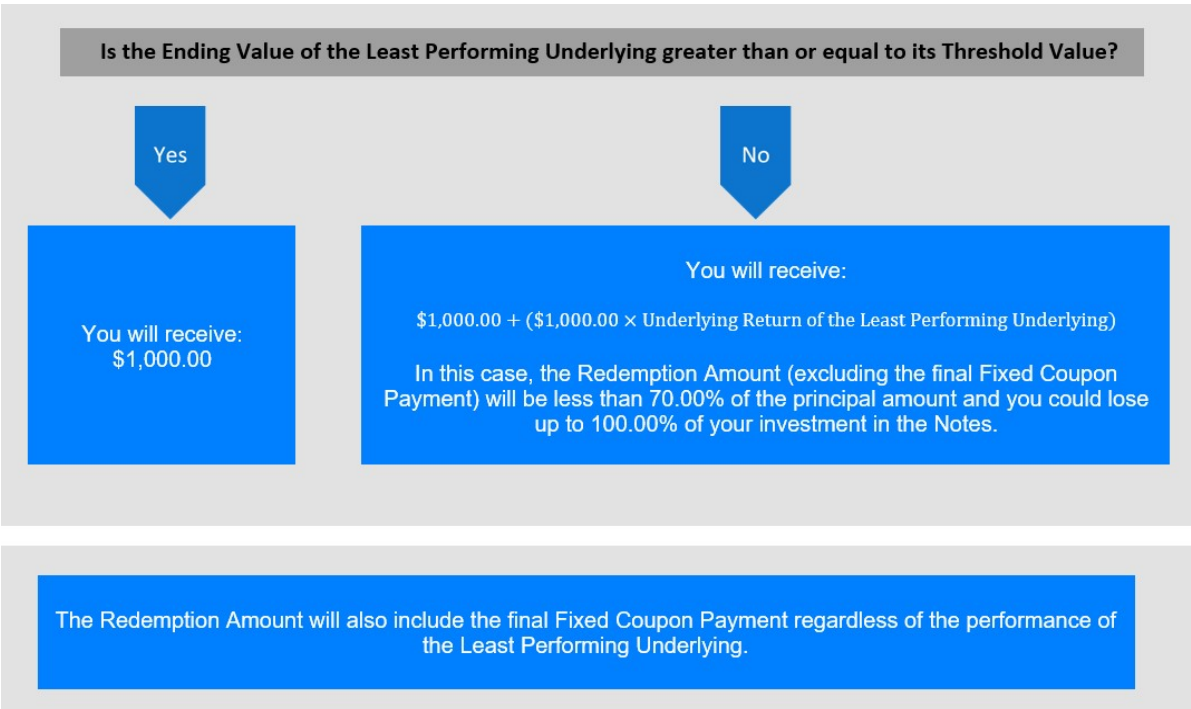 Is the Ending Value of the Least Performing Underlying greater than or equal to its Threshold Value?
Yes
No
You will receive:
$1,000.00
You will receive:
$1,000.00 + ($1,000.00 × Underlying Return of the Least Performing Underlying)
In this case, the Redemption Amount (excluding the final Fixed Coupon
Payment) will be less than 70.00% of the principal amount and you could lose
up to 100.00% of your investment in the Notes.
The Redemption Amount will also include the final Fixed Coupon Payment regardless of the performance of
the Least Performing Underlying.